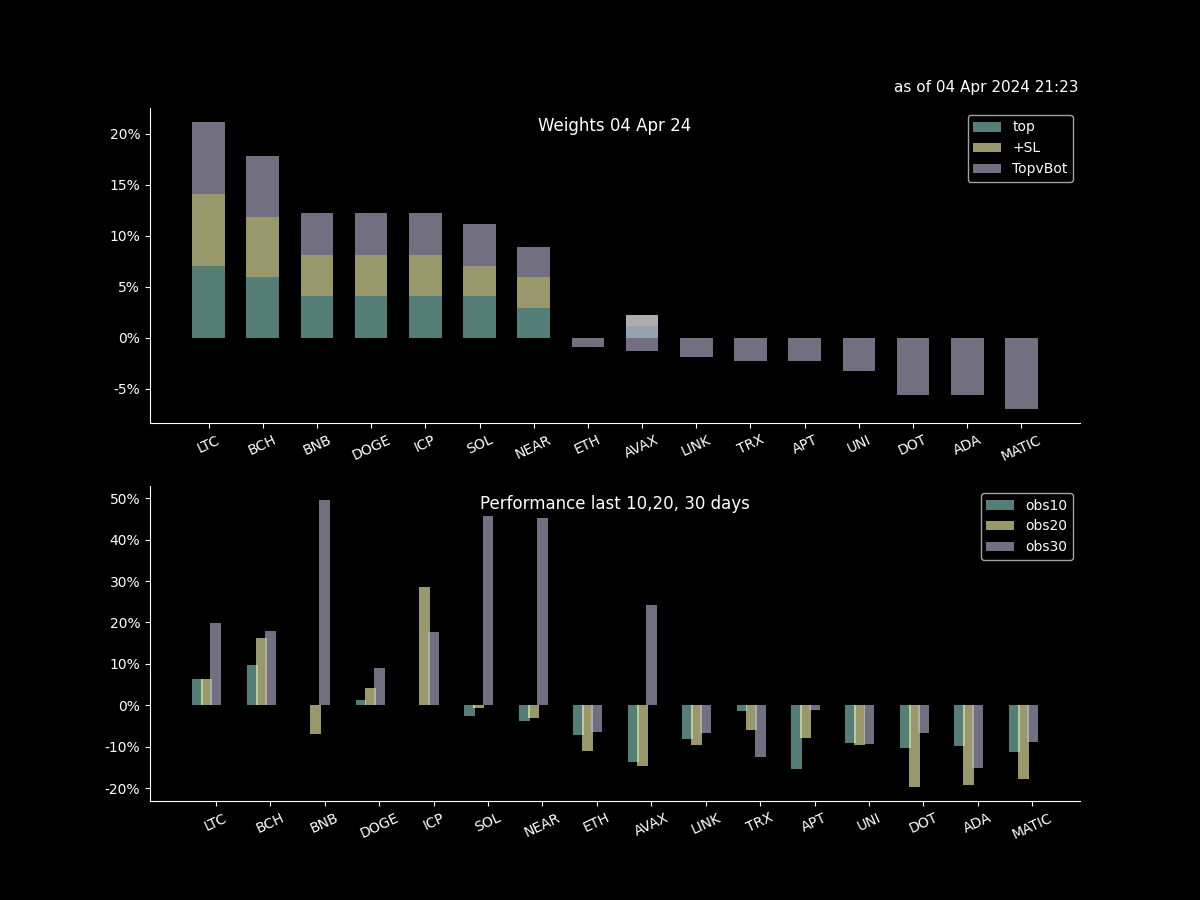 as of 04 Apr 2024 21:23
Weights 04 Apr 24
top
+SL
TopvBot
20%
15%
10%
5%
0%
-5%
LTC BCH BNB DOGE ICP SOL NEAR ETH AVAX LINK TRX APT UNI DOT ADA MATIC
Performance last 10,20, 30 days
obs10
obs20
obs30
50%
40%
30%
20%
10%
0%
-10%
-20%
LTC BCH BNB DOGE ICP SOL NEAR ETH AVAX LINK TRX APT UNI DOT ADA MATIC